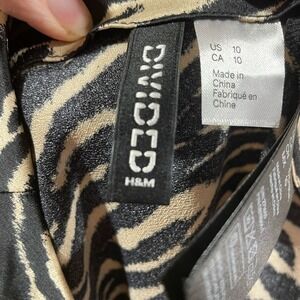 DIVIDED
H&M
US 10
CA 10
Made in
China
Fabriqué en
Chine